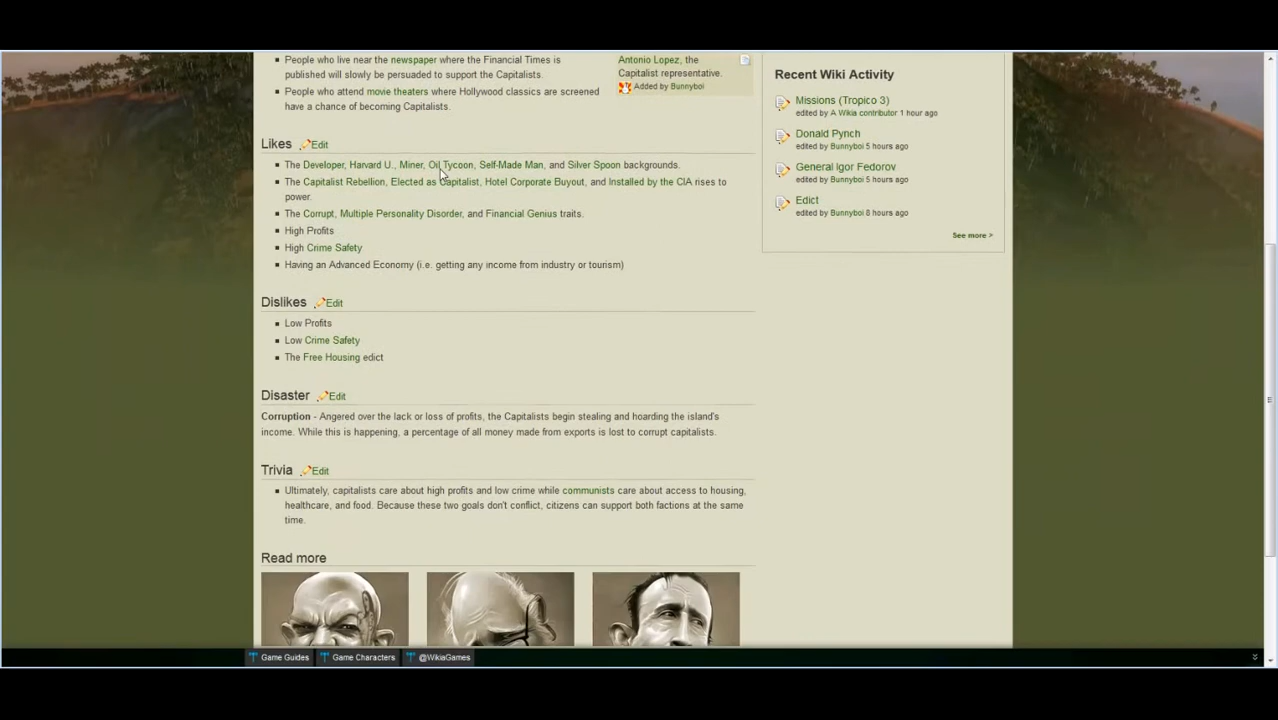 People who live near the newspaper where the Financial Times is
published will slowly be persuaded to support the Capitalists.
People who attend movie theaters where Hollywood classics are screened
have a chance of becoming Capitalists.
Antonio Lopez, the
Capitalist representative.
Added by Bunnyboi
Likes Edit
The Developer, Harvard U., Miner, Oil Tycoon, Self-Made Man, and Silver Spoon backgrounds.
The Capitalist Rebellion, Elected as Capitalist, Hotel Corporate Buyout, and Installed by the CIA rises to
power.
The Corrupt, Multiple Personality Disorder, and Financial Genius traits.
High Profits
High Crime Safety
Having an Advanced Economy (i.e. getting any income from industry or tourism)
Dislikes Edit
Low Profits
Low Crime Safety
The Free Housing edict
Disaster Edit
Corruption - Angered over the lack or loss of profits, the Capitalists begin stealing and hoarding the island's
income. While this is happening, a percentage of all money made from exports is lost to corrupt capitalists.
Trivia Edit
Ultimately, capitalists care about high profits and low crime while communists care about access to housing,
healthcare, and food. Because these two goals don't conflict, citizens can support both factions at the same
time.
Read more
Recent Wiki Activity
Missions (Tropico 3)
edited by A Wikia contributor 1 hour ago
Donald Pynch
edited by Bunnyboi 5 hours ago
General Igor Fedorov
edited by Bunnyboi 5 hours ago
Edict
edited by Bunnyboi 8 hours ago
See more >
Game Guides Game Characters @WikiaGames